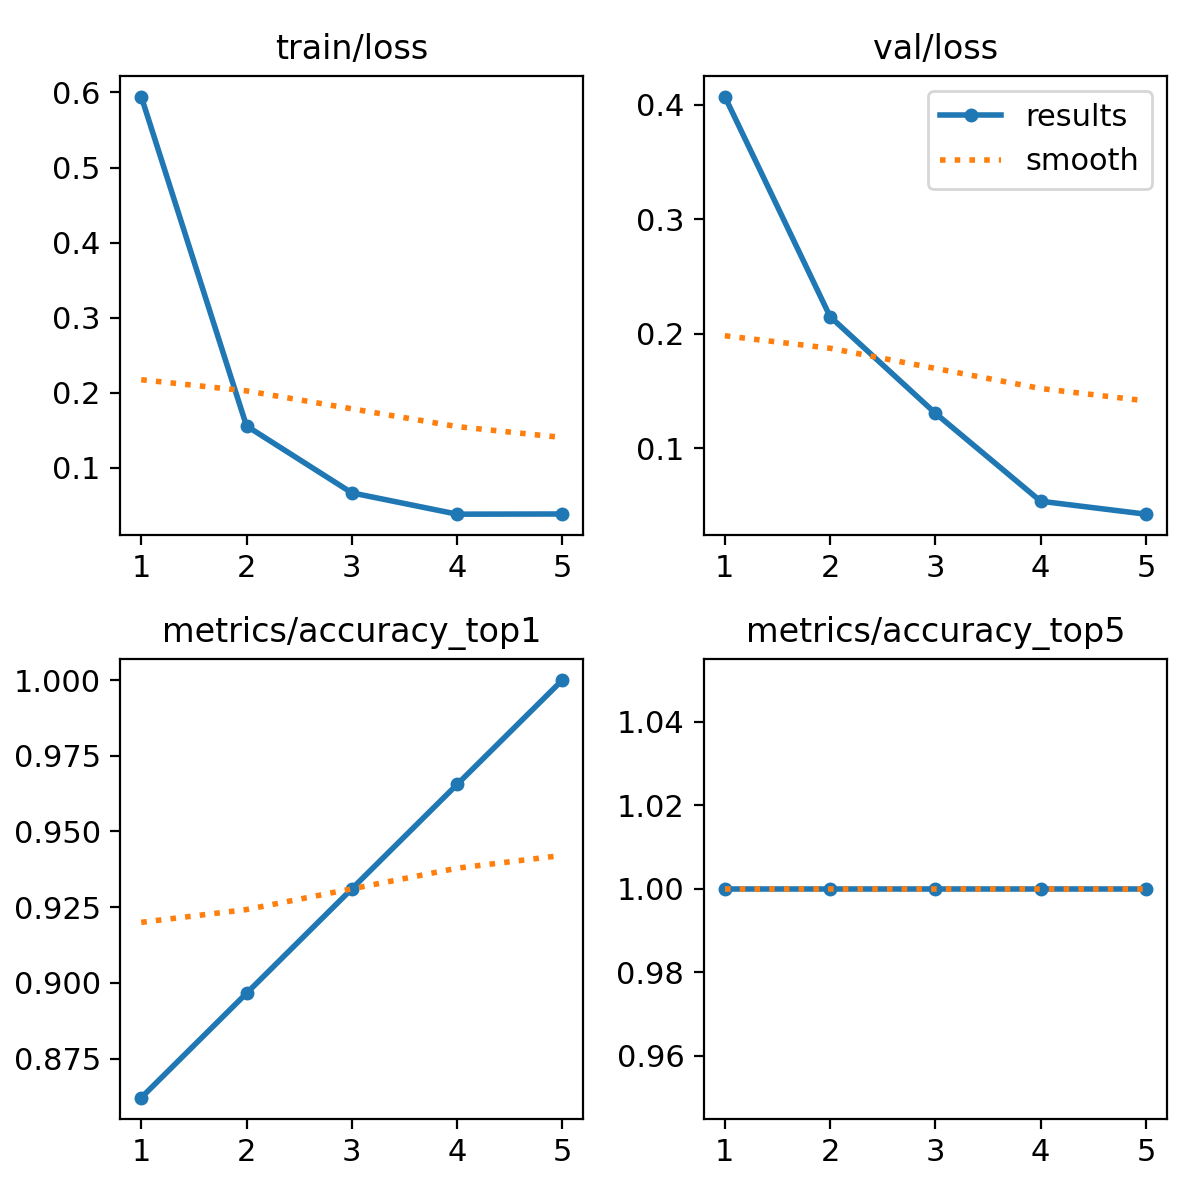 train/loss
0.6
0.5
0.4
0.3
0.2
0.1
1 2 3 4 5
val/loss
results
smooth
0.4
0.3
0.2
0.1
1 2 3 4 5
metrics/accuracy_top1
1.000
0.975
0.950
0.925
0.900
0.875
1 2 3 4 5
metrics/accuracy_top5
1.04
1.02
1.00
0.98
0.96
1 2 3 4 5